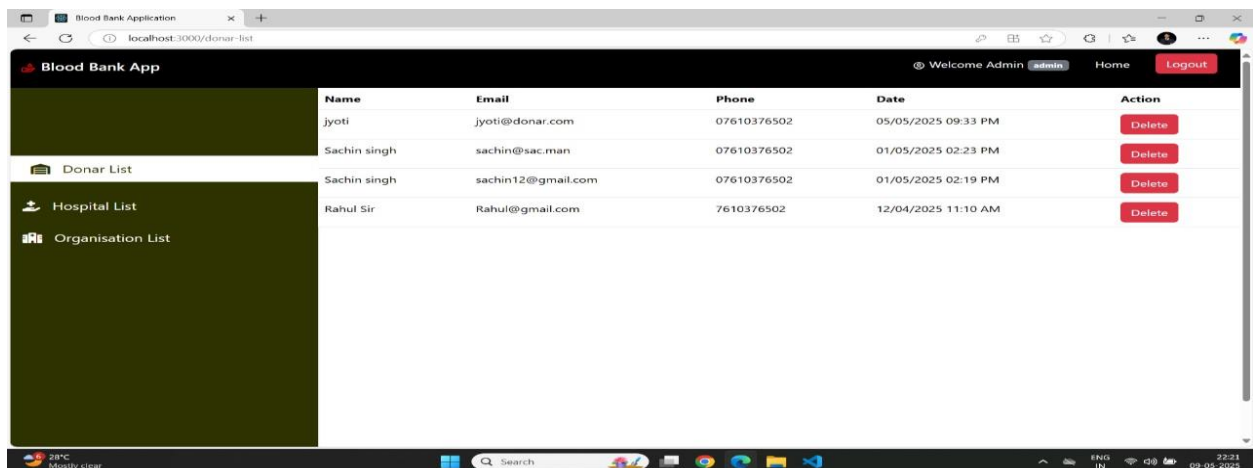 Blood Bank Application
localhost:3000/donar-list
Blood Bank App
Welcome Admin admin
Home
Logout
Name Email Phone Date Action
jyoti jyoti@donar.com 07610376502 05/05/2025 09:33 PM Delete
Sachin singh sachin@sac.man 07610376502 01/05/2025 02:23 PM Delete
Donar List
Sachin singh sachin12@gmail.com 07610376502 01/05/2025 02:19 PM Delete
Hospital List
Rahul Sir Rahul@gmail.com 7610376502 12/04/2025 11:10 AM Delete
Organisation List
28°C
Mostly clear
Search
ENG
IN
22:21
09-05-2025